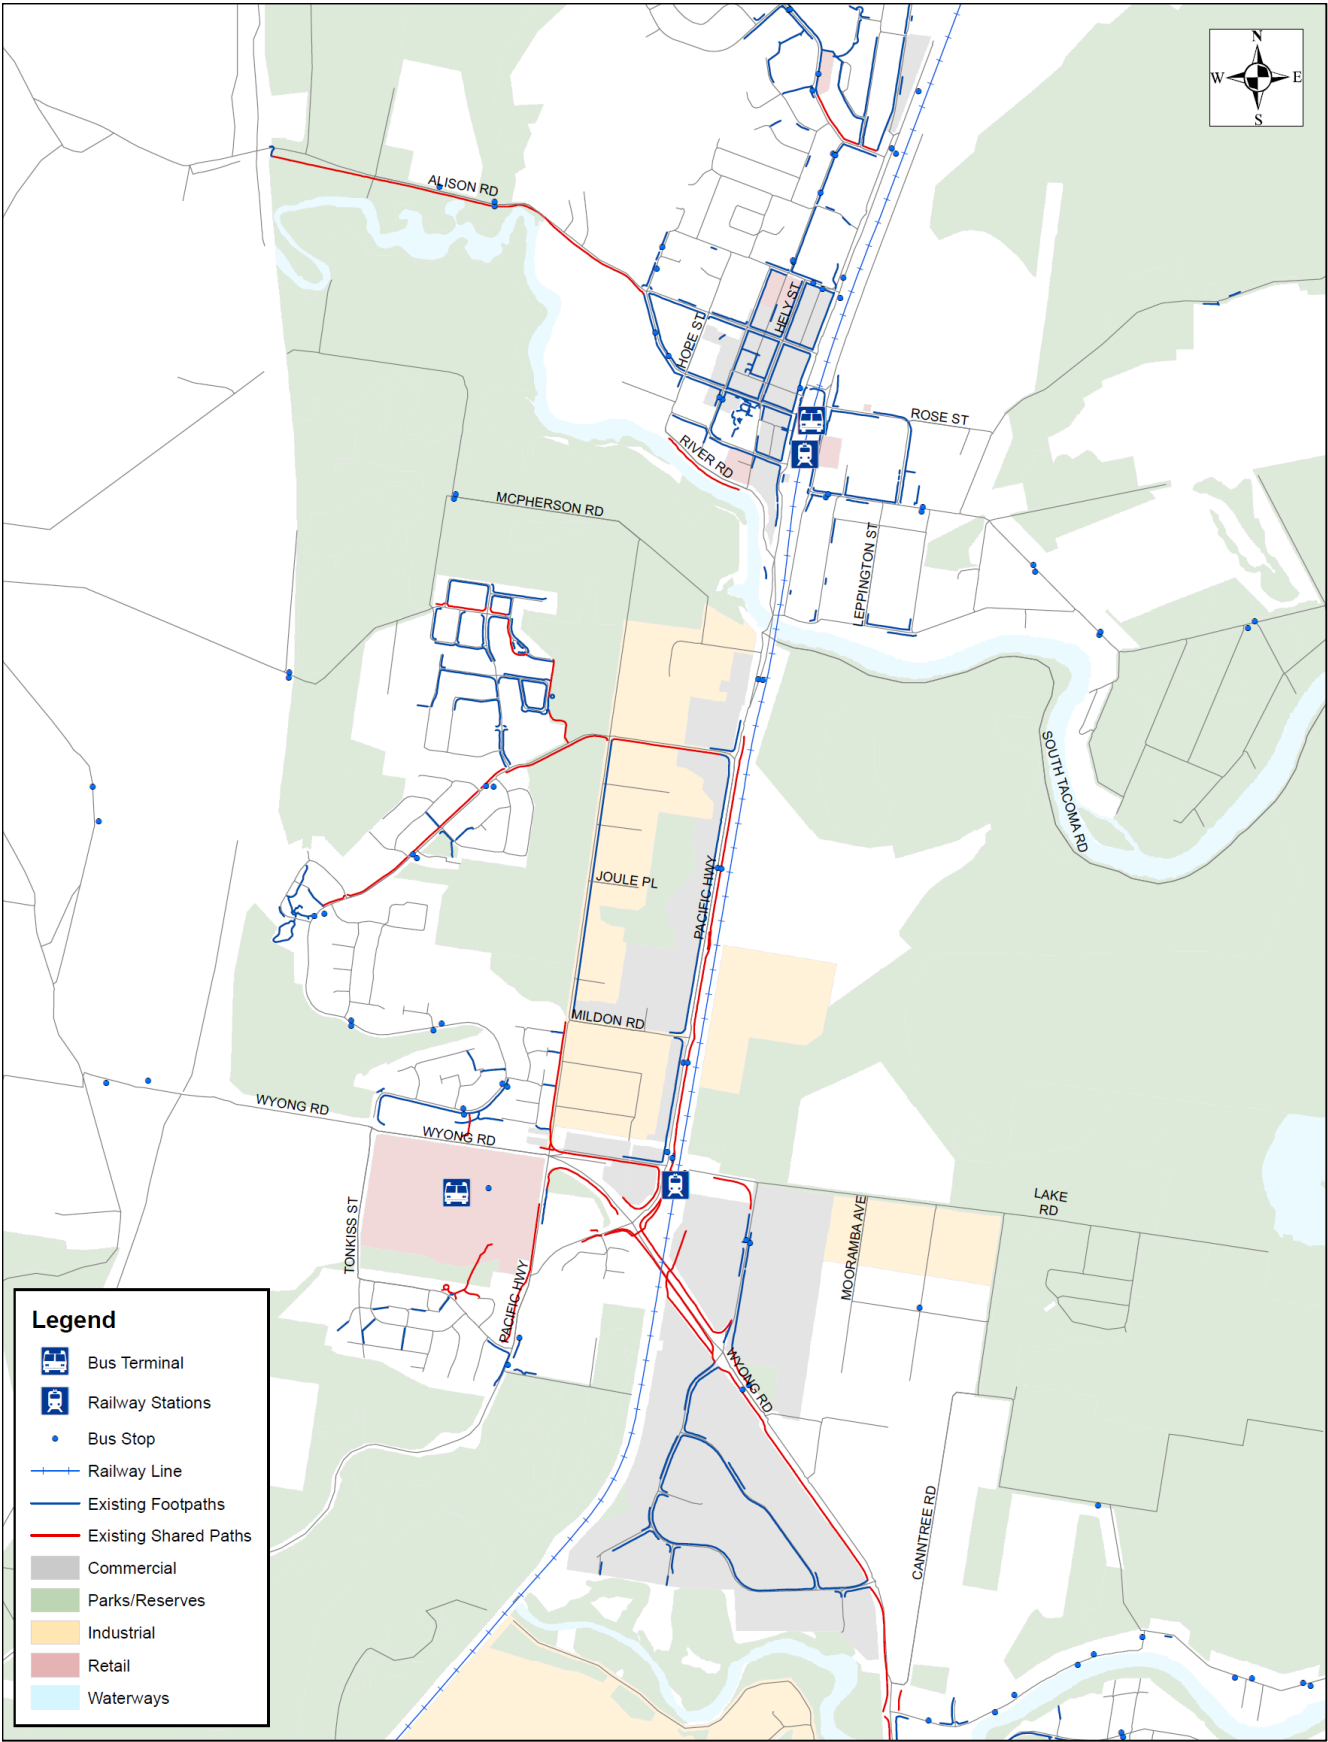 N
W E
S
ALISON RD
HELY ST
HOPE ST
ROSE ST
RIVER RD
MCPHERSON RD
LEPPINGTON ST
SOUTH TACOMA RD
JOULE PL
PACIFIC HWY
MILDON RD
WYONG RD
WYONG RD
LAKE
RD
TONKISS ST
MOORAMBA AVE
PACIFIC HWY
WYONG RD
CANNTREE RD
Legend
Bus Terminal
Railway Stations
Bus Stop
Railway Line
Existing Footpaths
Existing Shared Paths
Commercial
Parks/Reserves
Industrial
Retail
Waterways